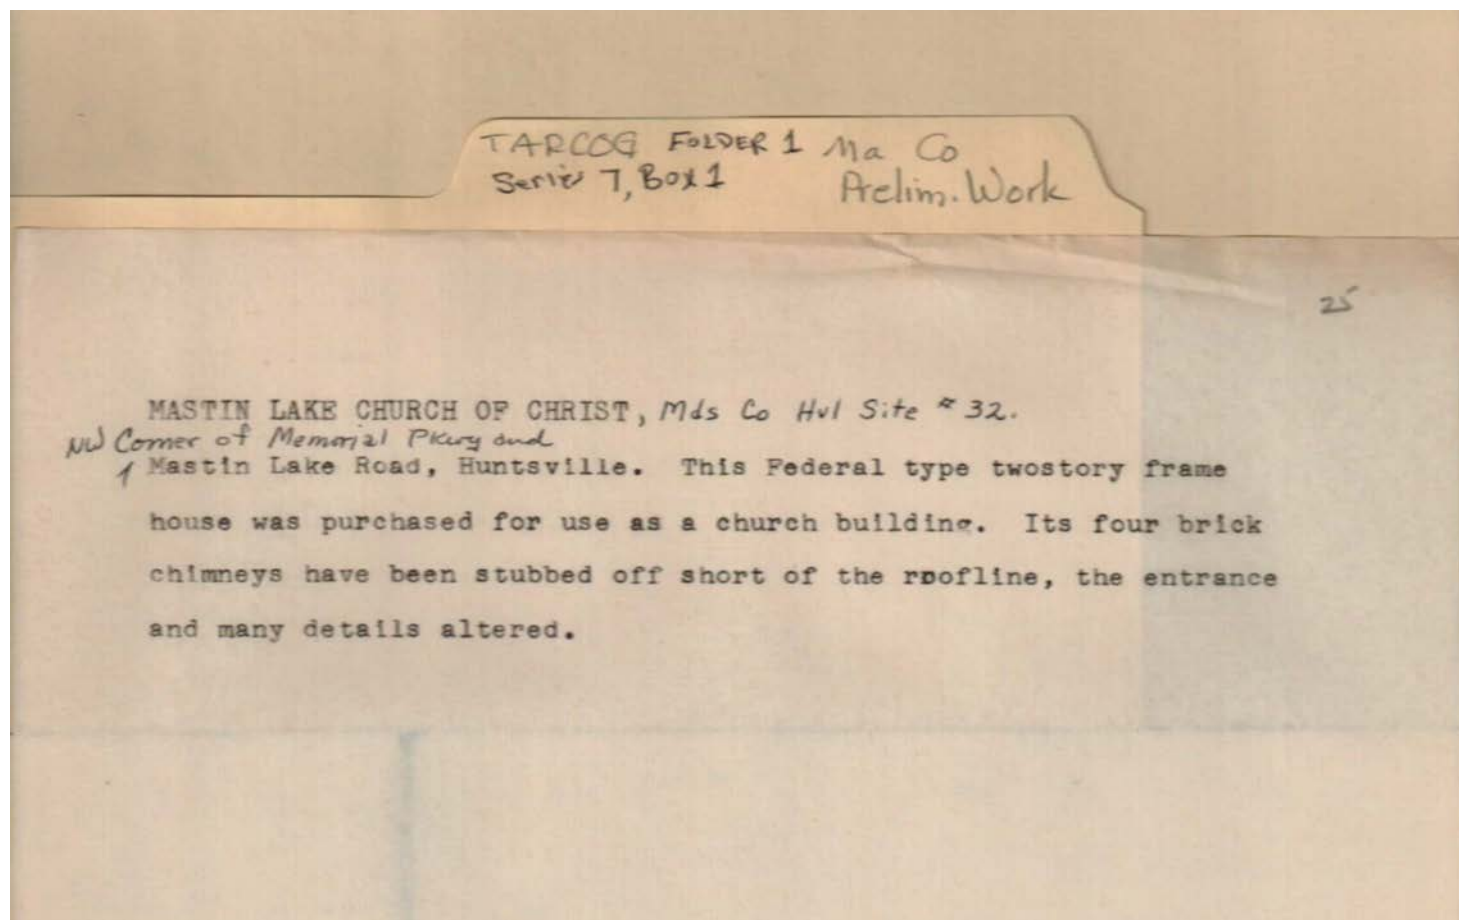 TARCOG FOLDER 1 Ma Co
Series 7, Box 1 Prelim. Work
25
MASTIN LAKE CHURCH OF CHRIST, Mds Co Hvl Site # 32.
NW Corner of Memorial Pkwy and
Mastin Lake Road, Huntsville. This Federal type twostory frame
house was purchased for use as a church building. Its four brick
chimneys have been stubbed off short of the roofline, the entrance
and many details altered.